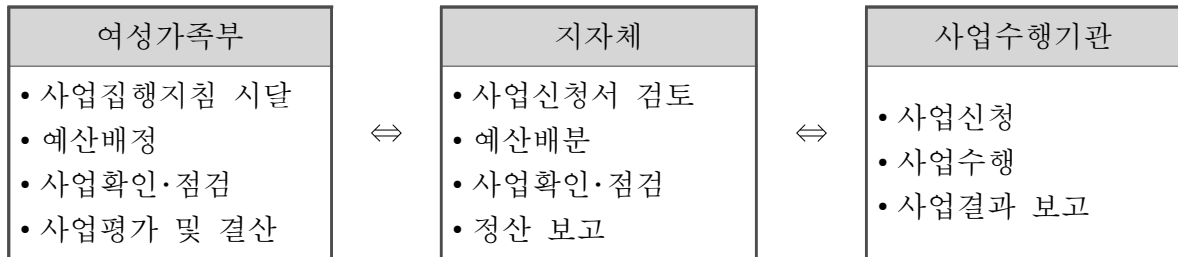 여성가족부
• 사업집행지침 시달
• 예산배정
• 사업확인·점검
• 사업평가 및 결산
⇔
지자체
• 사업신청서 검토
• 예산배분
• 사업확인·점검
• 정산 보고
⇔
사업수행기관
• 사업신청
• 사업수행
• 사업결과 보고